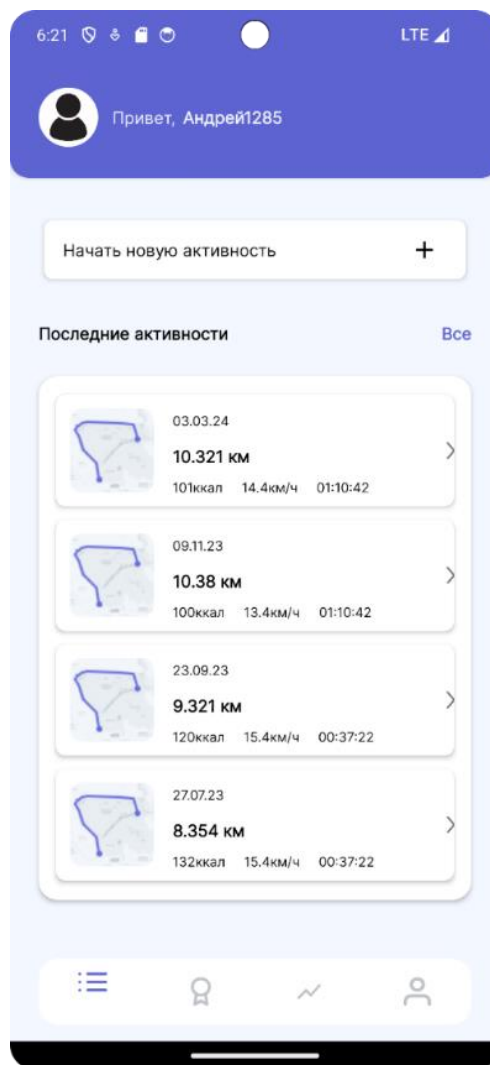 6:21 LTE
Привет, Андрей1285
Начать новую активность +
Последние активности Все
03.03.24
10.321 км
101ккал 14.4км/ч 01:10:42
09.11.23
10.38 км
100ккал 13.4км/ч 01:10:42
23.09.23
9.321 км
120ккал 15.4км/ч 00:37:22
27.07.23
8.354 км
132ккал 15.4км/ч 00:37:22